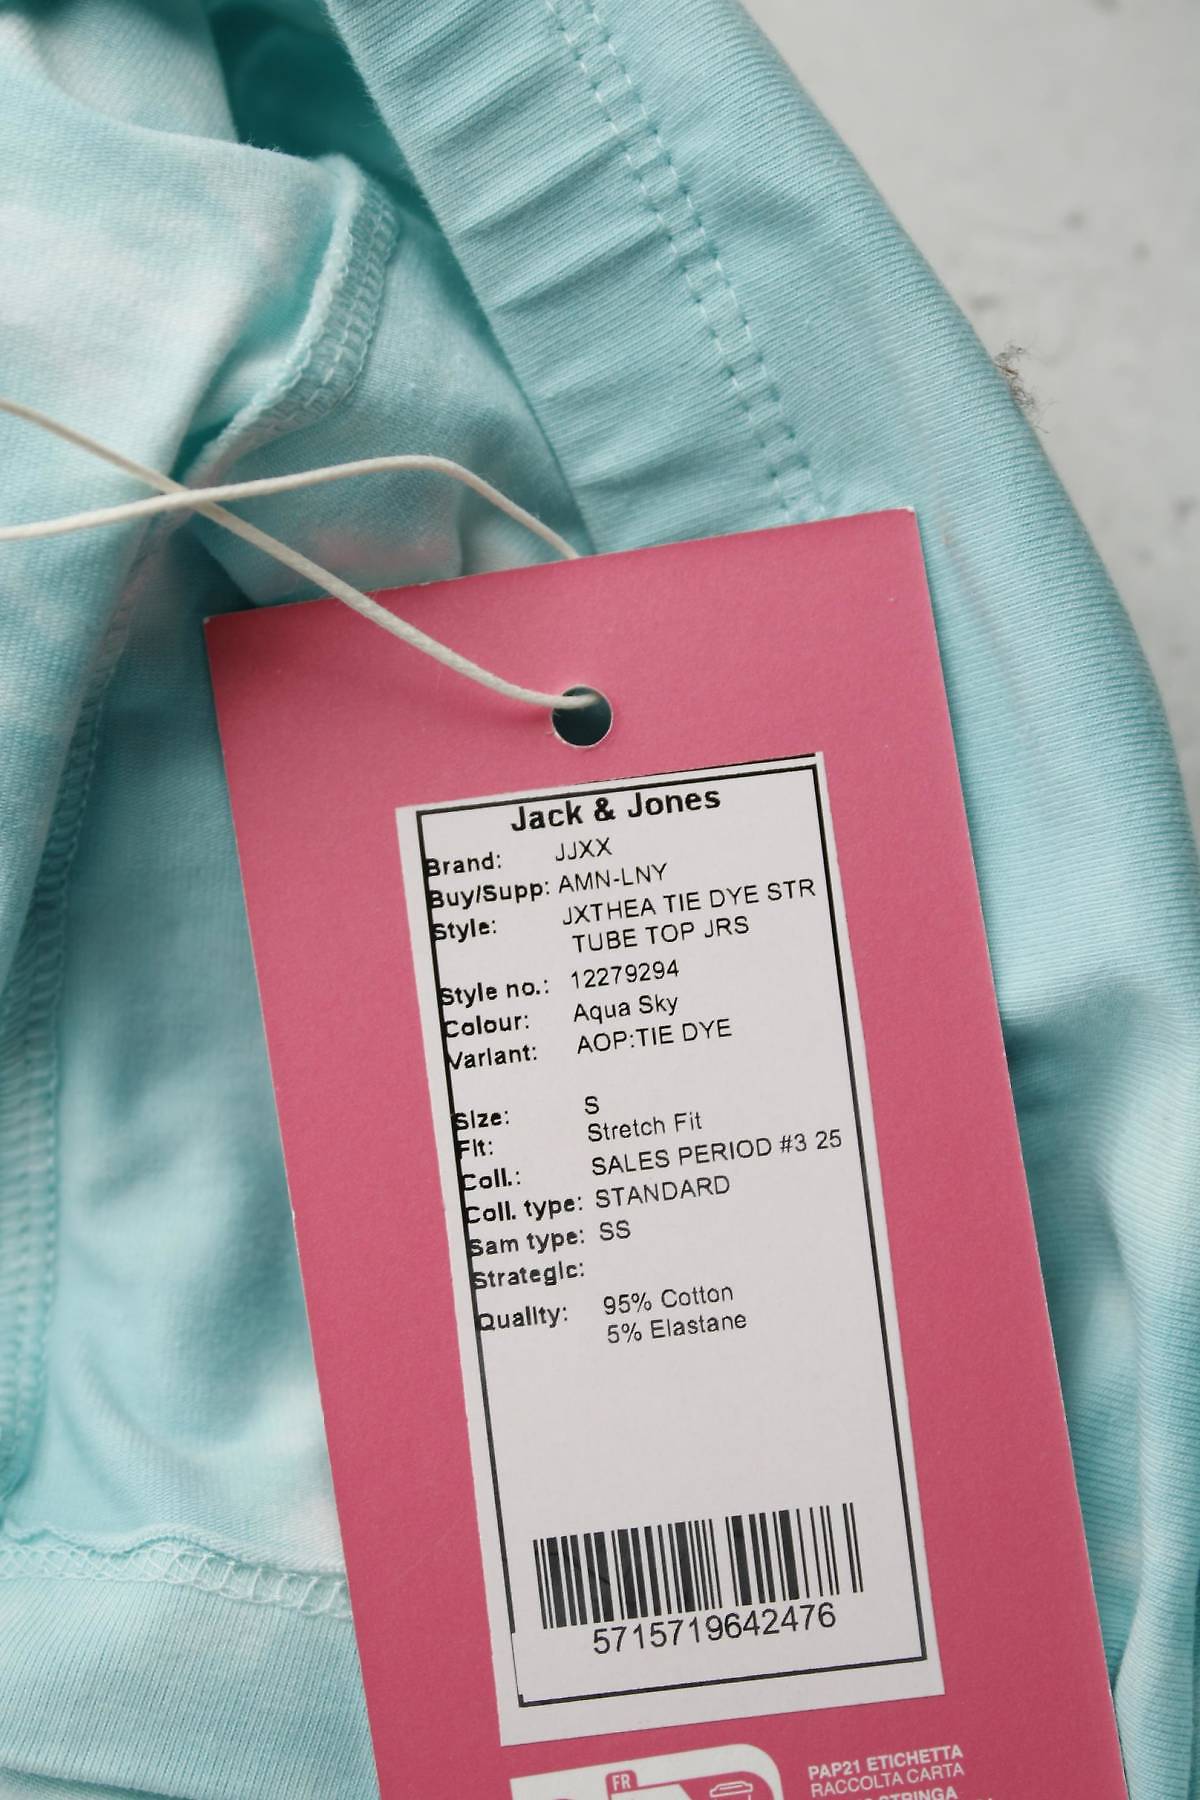 Jack & Jones
Brand: JJXX
Buy/Supp: AMN-LNY
Style: JXTHEA TIE DYE STR
TUBE TOP JRS
Style no.: 12279294
Colour: Aqua Sky
Variant: AOP:TIE DYE
Size: S
Fit: Stretch Fit
Coll.: SALES PERIOD #3 25
Coll. type: STANDARD
Sam type: SS
Strategic:
Quality: 95% Cotton
5% Elastane
5715719642476
FR
PAP21 ETICHETTA
RACCOLTA CARTA
STRINGA